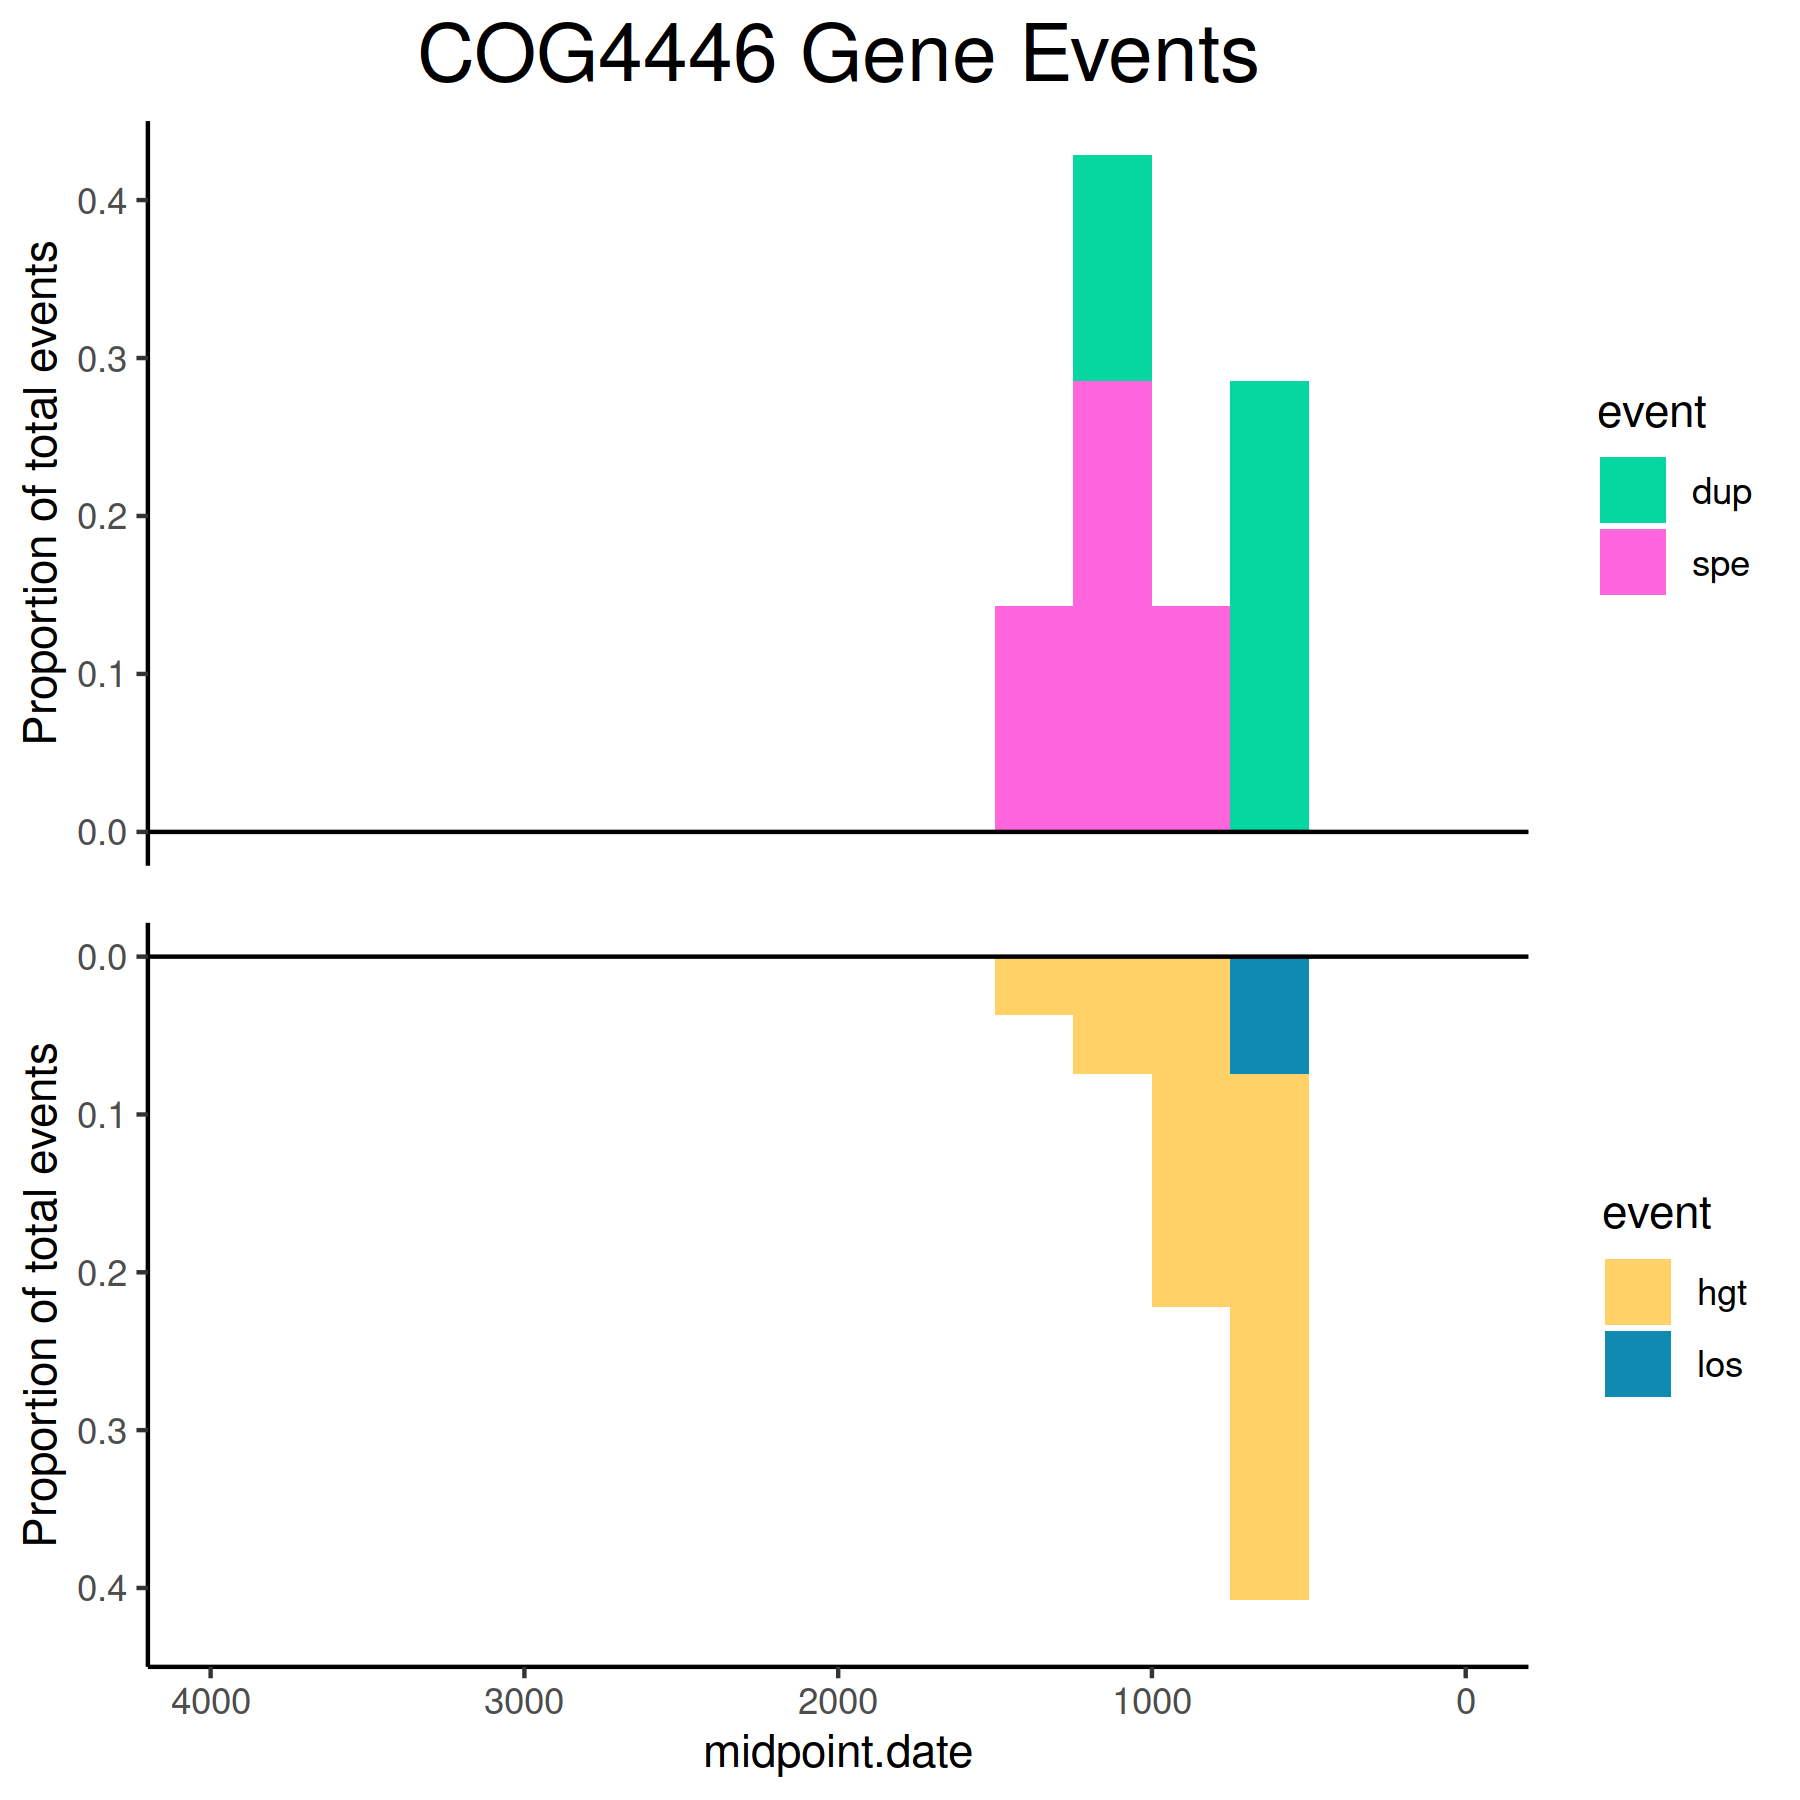 COG4446 Gene Events
Proportion of total events
0.4
0.3
0.2
0.1
0.0
event
dup
spe
Proportion of total events
0.0
0.1
0.2
0.3
0.4
event
hgt
los
4000 3000 2000 1000 0
midpoint.date